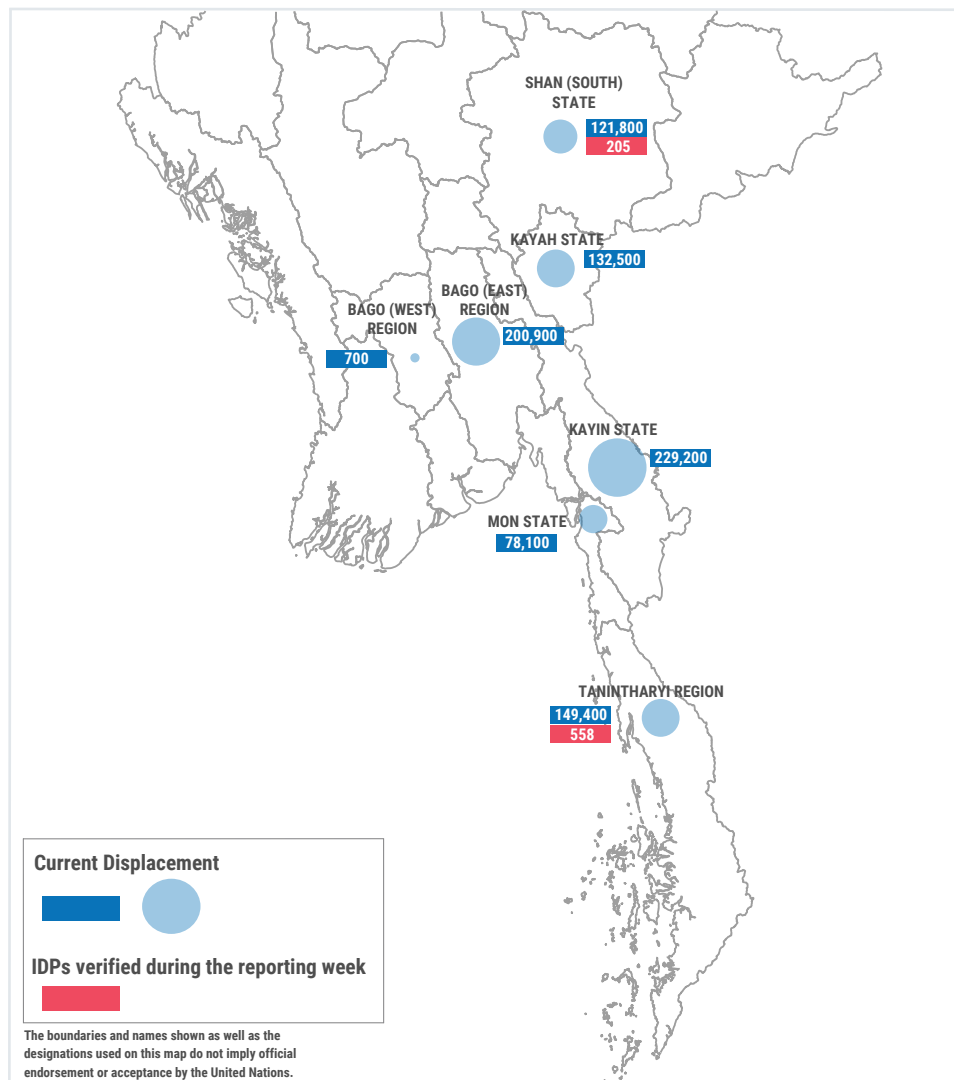 SHAN (SOUTH)
STATE
121,800
205
KAYAH STATE
132,500
BAGO (EAST)
REGION
200,900
BAGO (WEST)
REGION
700
KAYIN STATE
229,200
MON STATE
78,100
TANINTHARYI REGION
149,400
558
Current Displacement
IDPs verified during the reporting week
The boundaries and names shown as well as the
designations used on this map do not imply official
endorsement or acceptance by the United Nations.